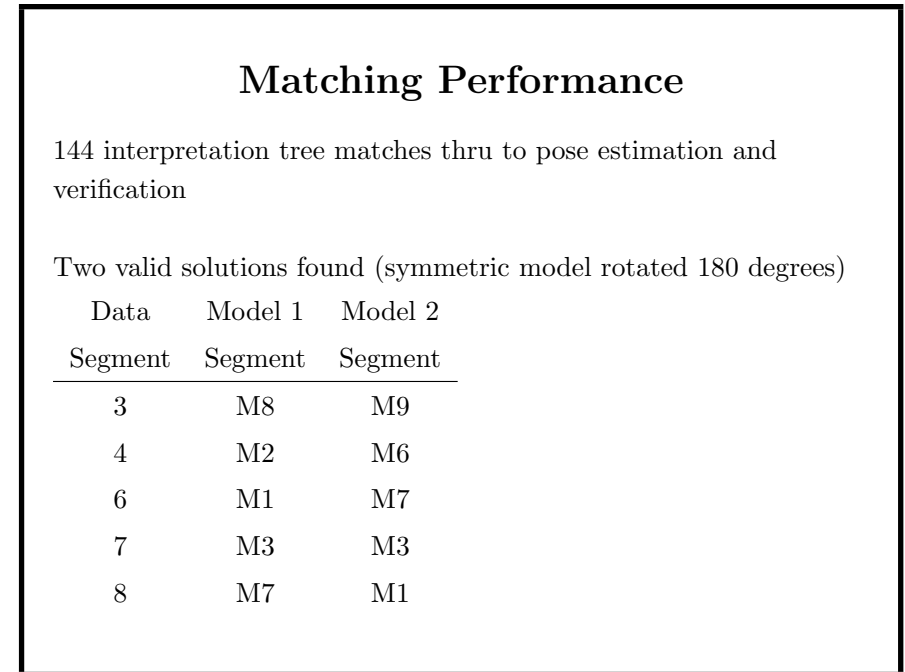 Matching Performance
144 interpretation tree matches thru to pose estimation and
verification
Two valid solutions found (symmetric model rotated 180 degrees)
Data Model 1 Model 2
Segment Segment Segment
3 M8 M9
4 M2 M6
6 M1 M7
7 M3 M3
8 M7 M1